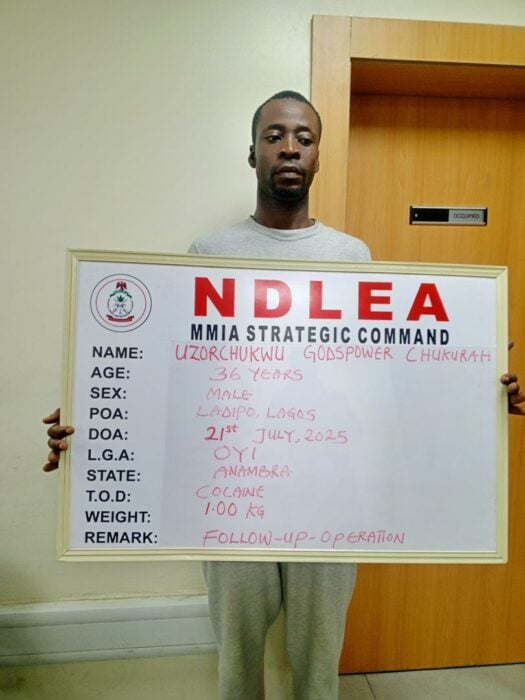 OCCUPIED
NDLEA
MMIA STRATEGIC COMMAND
NAME: UZORCHUKWU GODSPOWER CHUKURAH
AGE: 36 YEARS
SEX: MALE
POA: LADIPO, LAGOS
DOA: 21st JULY, 2025
L.G.A: OYI
STATE: ANAMBRA
T.O.D: COCAINE
WEIGHT: 1.00 KG
REMARK: FOLLOW-UP-OPERATION